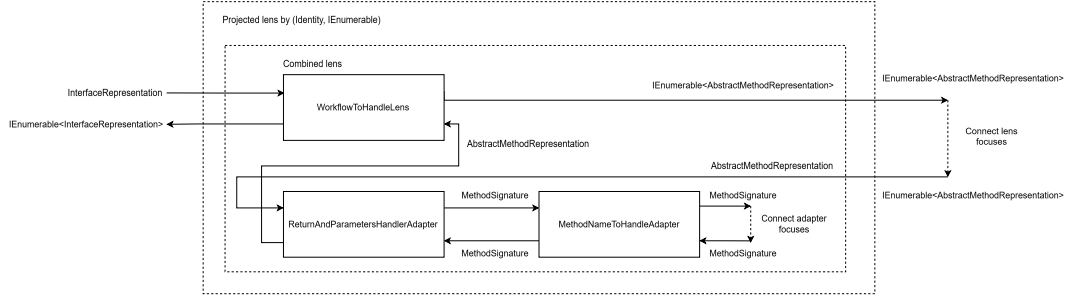 Projected lens by (Identity, IEnumerable)
Combined lens
InterfaceRepresentation
WorkflowToHandleLens
IEnumerable<AbstractMethodRepresentation>
IEnumerable<AbstractMethodRepresentation>
IEnumerable<InterfaceRepresentation>
Connect lens
focuses
AbstractMethodRepresentation
AbstractMethodRepresentation
IEnumerable<AbstractMethodRepresentation>
MethodSignature
MethodSignature
ReturnAndParametersHandlerAdapter
MethodNameToHandleAdapter
Connect adapter
focuses
MethodSignature
MethodSignature